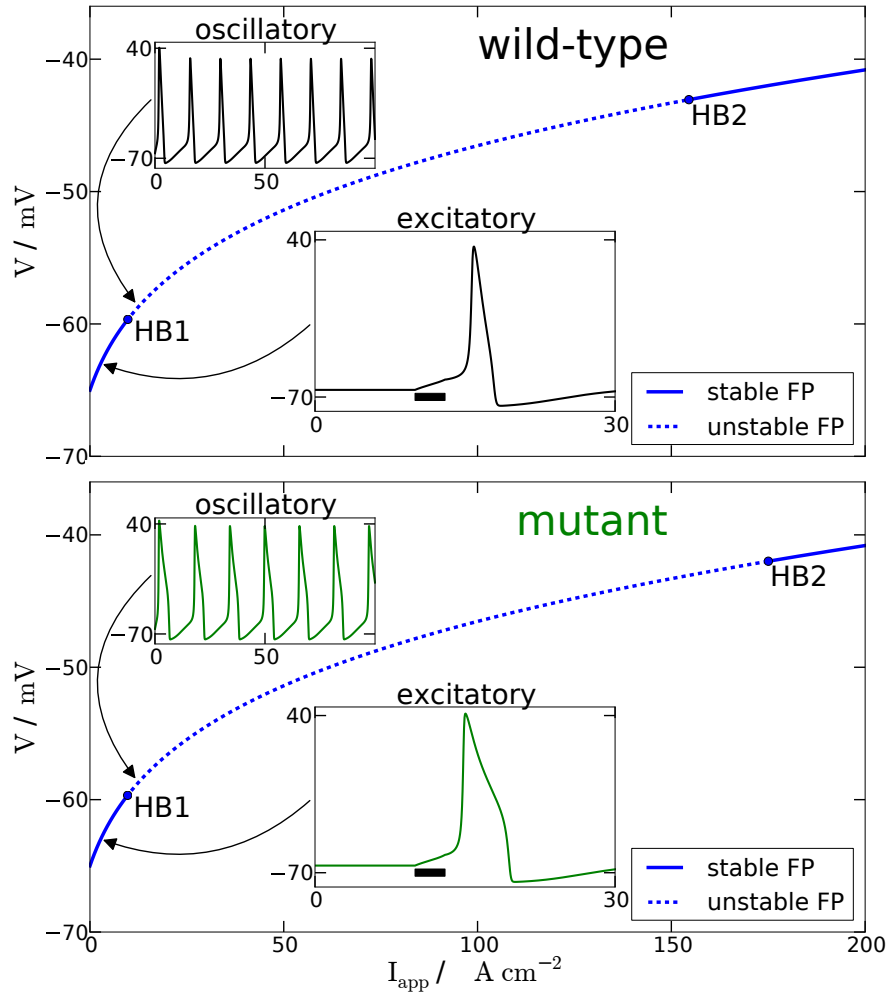 wild-type
oscillatory
40
−70
0 50
−40
−50
−60
−70
V / mV
HB1
HB2
excitatory
40
−70
0 30
stable FP
unstable FP
mutant
oscillatory
40
−70
0 50
−40
−50
−60
−70
V / mV
HB1
HB2
excitatory
40
−70
0 30
stable FP
unstable FP
0 50 100 150 200
I_app / A cm⁻²